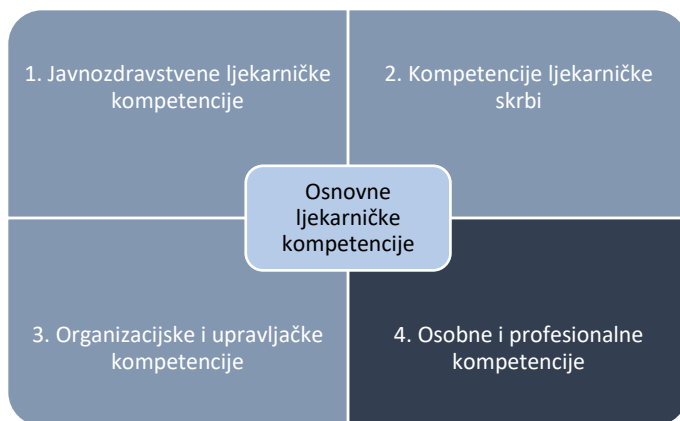 1. Javnozdravstvene ljekarničke
kompetencije
2. Kompetencije ljekarničke
skrbi
Osnovne
ljekarničke
kompetencije
3. Organizacijske i upravljačke
kompetencije
4. Osobne i profesionalne
kompetencije